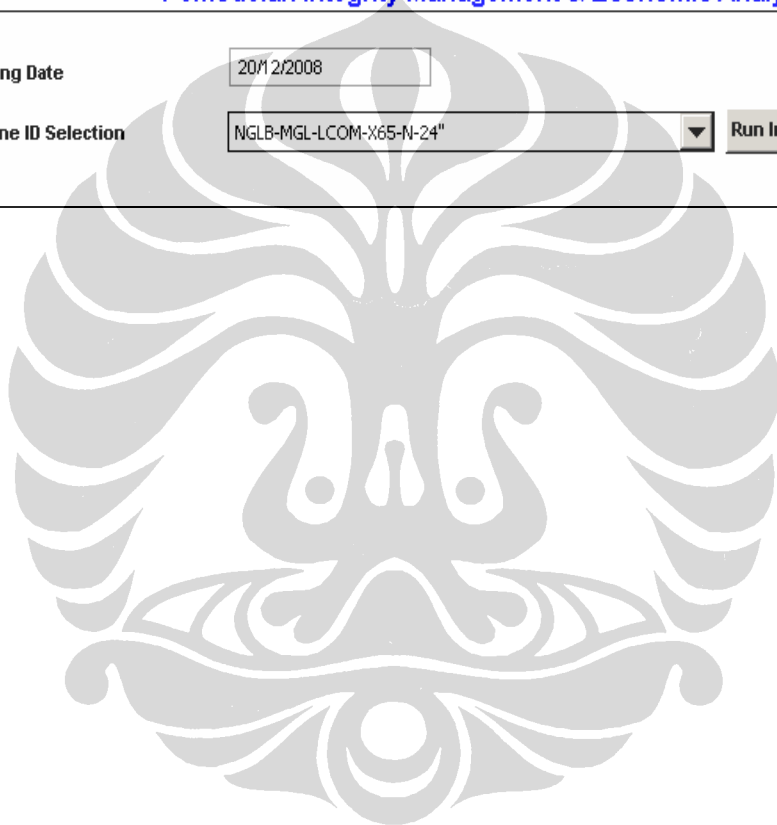 ng Date
20/12/2008
ne ID Selection
NGLB-MGL-LCOM-X65-N-24"
Run In